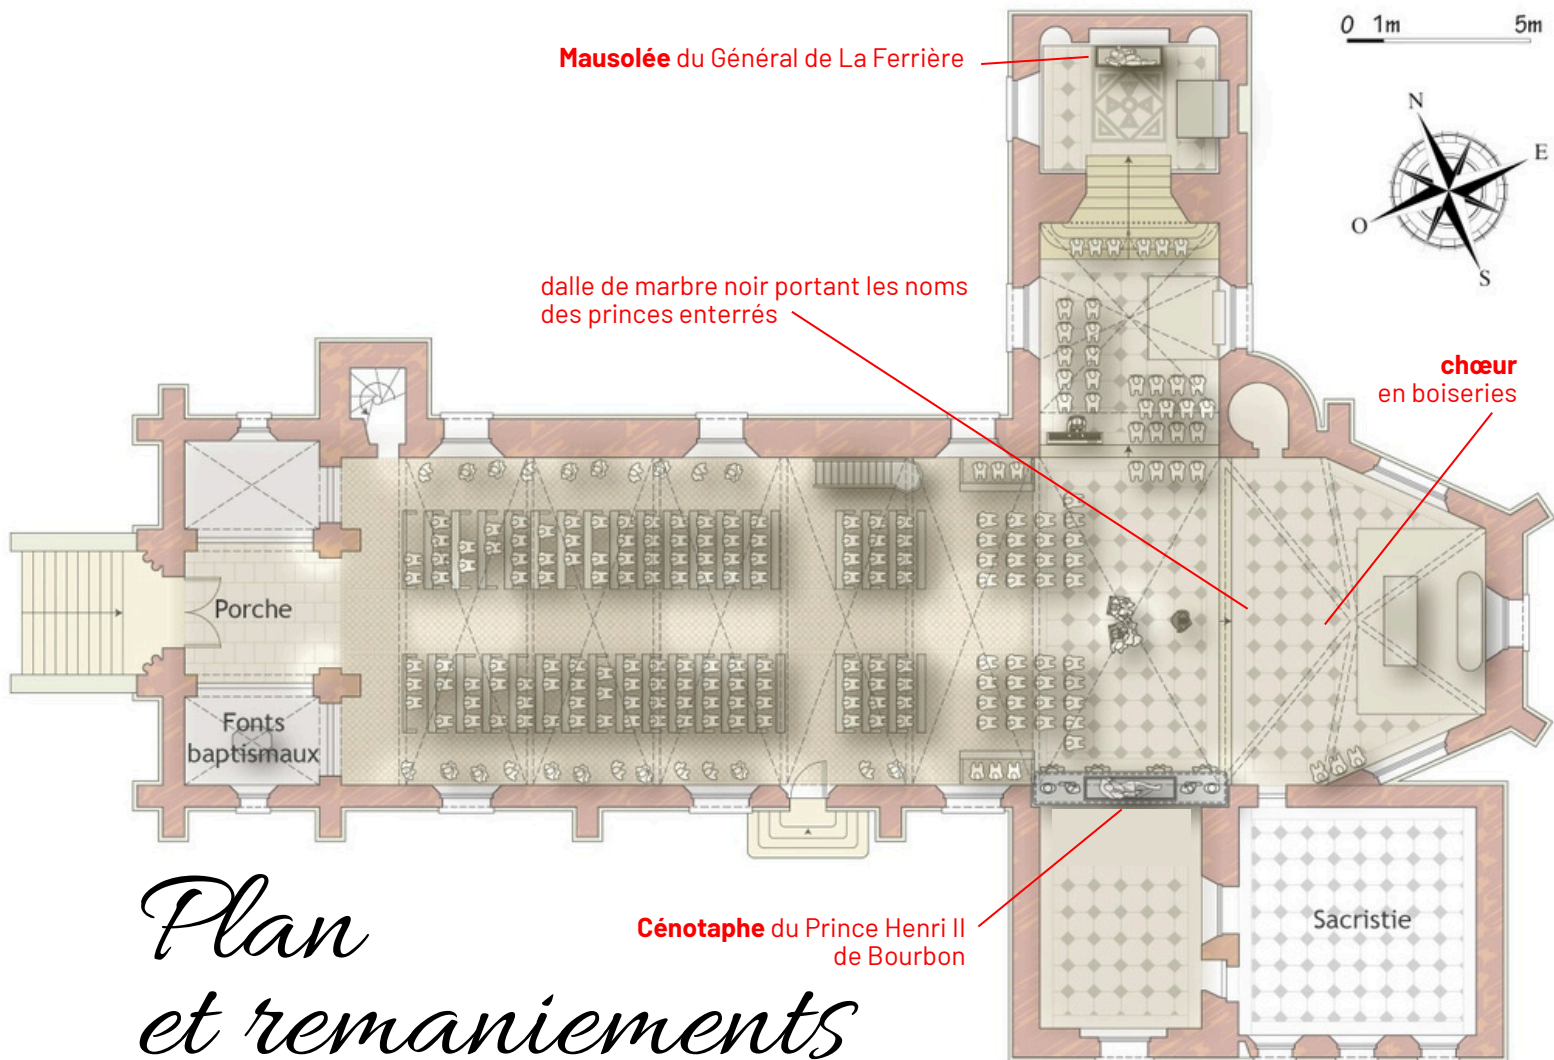 Mausolée du Général de La Ferrière
0 1m 5m
N
E
O
S
dalle de marbre noir portant les noms
des princes enterrés
chœur
en boiseries
Porche
Fonts
baptismaux
Cénotaphe du Prince Henri II
de Bourbon
Sacristie
Plan
et remaniements